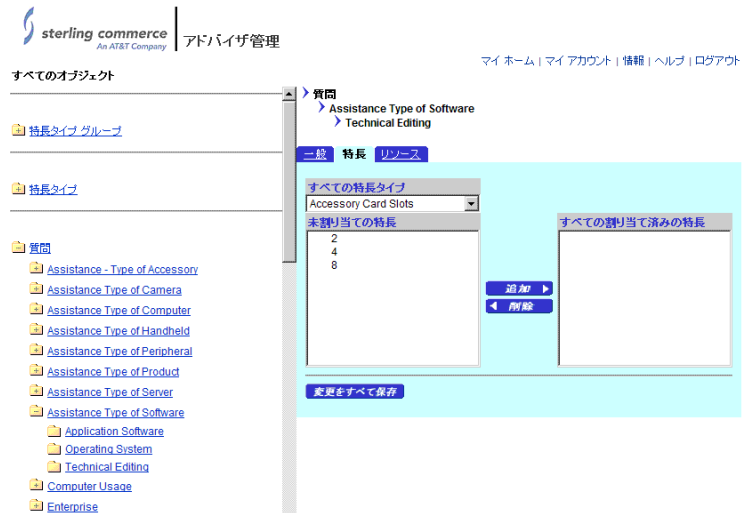 sterling commerce
An AT&T Company
アドバイザ管理
マイ ホーム | マイ アカウント | 情報 | ヘルプ | ログアウト
すべてのオブジェクト
特長タイプ グループ
特長タイプ
質問
Assistance - Type of Accessory
Assistance Type of Camera
Assistance Type of Computer
Assistance Type of Handheld
Assistance Type of Peripheral
Assistance Type of Product
Assistance Type of Server
Assistance Type of Software
Application Software
Operating System
Technical Editing
Computer Usage
Enterprise
質問
Assistance Type of Software
Technical Editing
一般 特長 リソース
すべての特長タイプ
Accessory Card Slots
未割り当ての特長
2
4
8
追加
削除
すべての割り当て済みの特長
変更をすべて保存